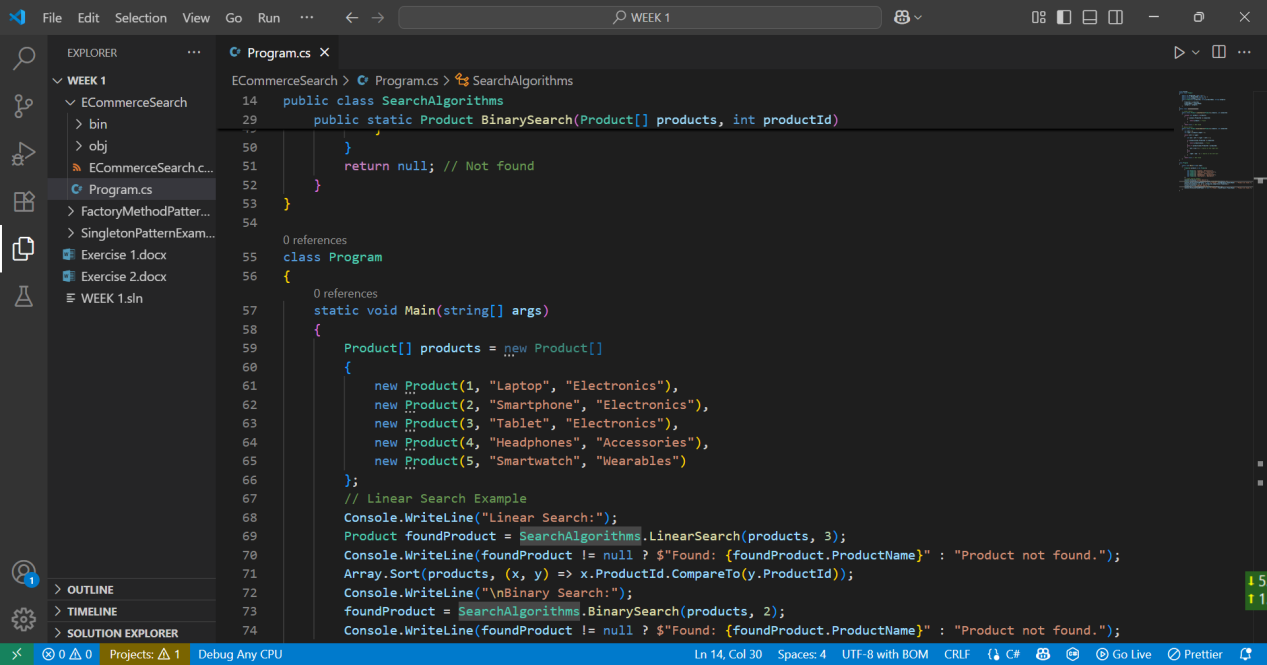 File Edit Selection View Go Run ··· WEEK 1
EXPLORER ···
WEEK 1
ECommerceSearch
bin
obj
ECommerceSearch.c...
Program.cs
FactoryMethodPatter...
SingletonPatternExam...
Exercise 1.docx
Exercise 2.docx
WEEK 1.sln
OUTLINE
TIMELINE
SOLUTION EXPLORER
1
C# Program.cs
ECommerceSearch > C# Program.cs > SearchAlgorithms
14 public class SearchAlgorithms
29 public static Product BinarySearch(Product[] products, int productId)
50 }
51 return null; // Not found
52 }
53 }
54
0 references
55 class Program
56 {
0 references
57 static void Main(string[] args)
58 {
59 Product[] products = new Product[]
60 {
61 new Product(1, "Laptop", "Electronics"),
62 new Product(2, "Smartphone", "Electronics"),
63 new Product(3, "Tablet", "Electronics"),
64 new Product(4, "Headphones", "Accessories"),
65 new Product(5, "Smartwatch", "Wearables")
66 };
67 // Linear Search Example
68 Console.WriteLine("Linear Search:");
69 Product foundProduct = SearchAlgorithms.LinearSearch(products, 3);
70 Console.WriteLine(foundProduct != null ? $"Found: {foundProduct.ProductName}" : "Product not found.");
71 Array.Sort(products, (x, y) => x.ProductId.CompareTo(y.ProductId));
72 Console.WriteLine("\nBinary Search:");
73 foundProduct = SearchAlgorithms.BinarySearch(products, 2);
74 Console.WriteLine(foundProduct != null ? $"Found: {foundProduct.ProductName}" : "Product not found.");
↓ 5
↑ 1
0 0 Projects: 1 Debug Any CPU Ln 14, Col 30 Spaces: 4 UTF-8 with BOM CRLF C# Go Live Prettier